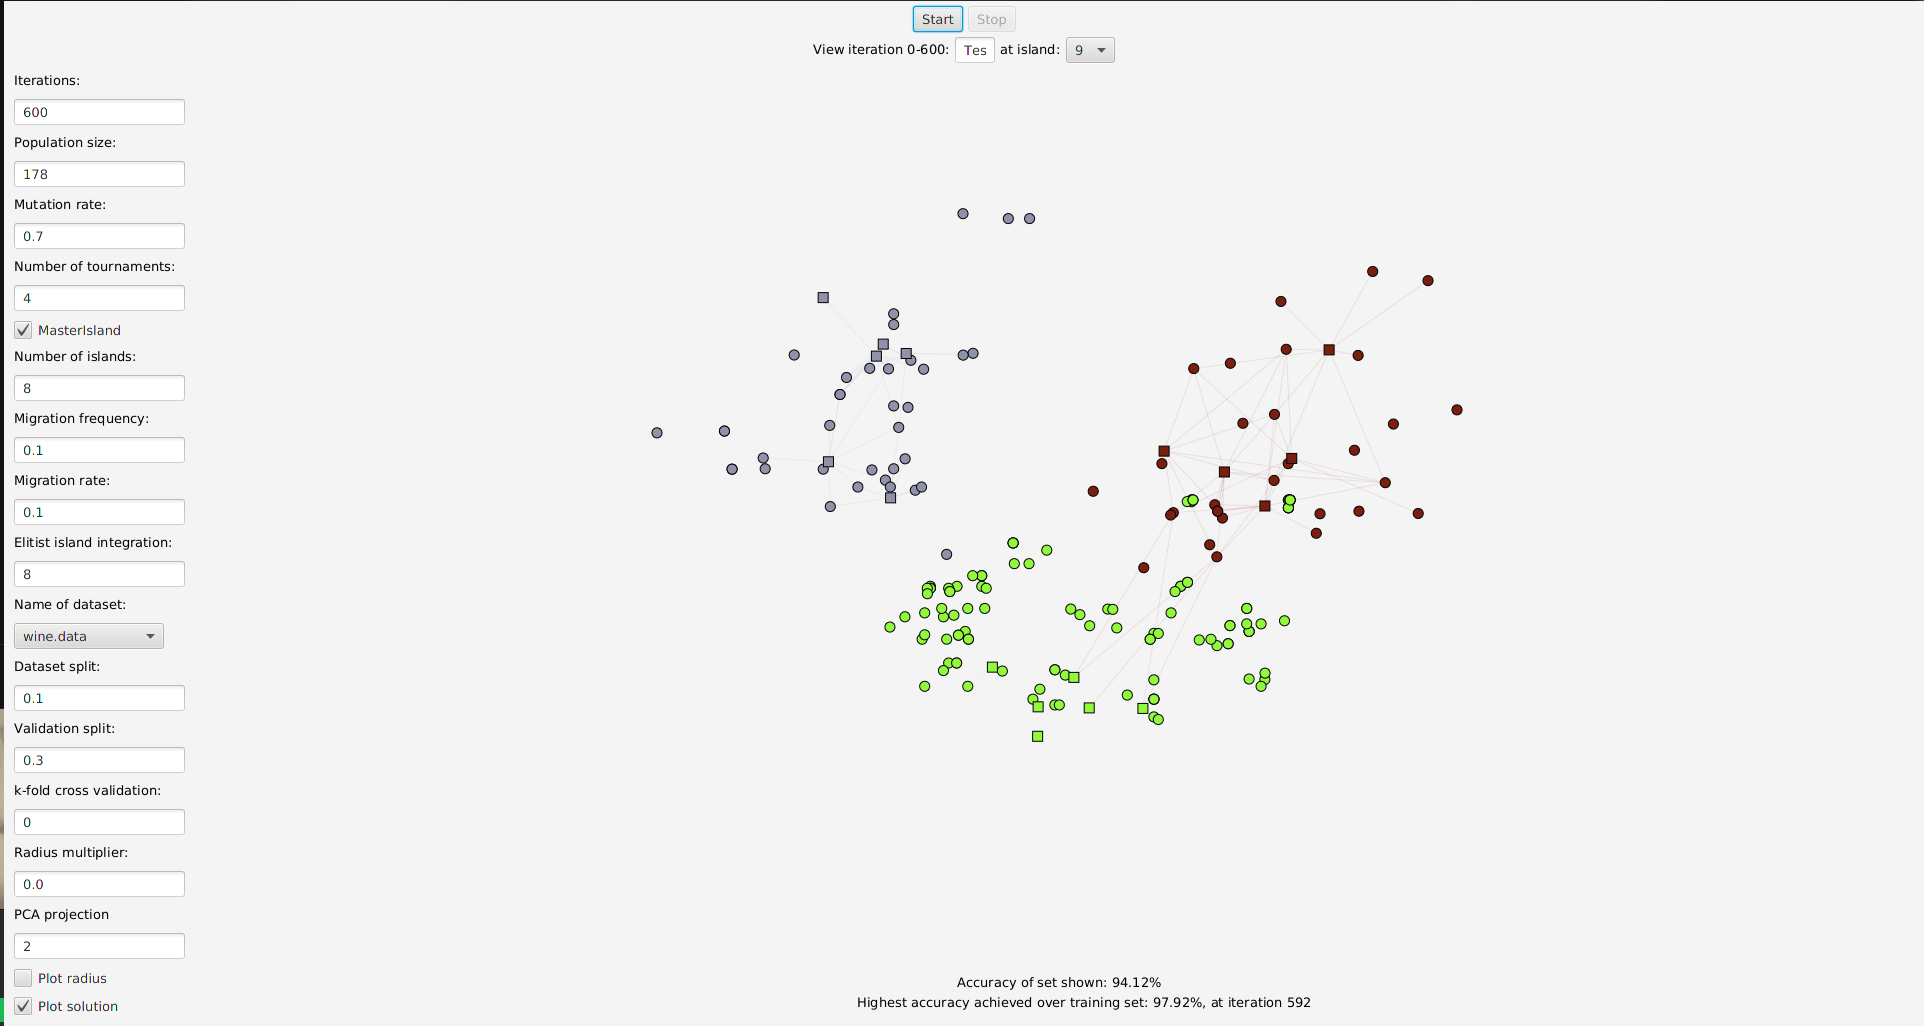 Start Stop
View iteration 0-600: Tes at island: 9
Iterations:
600
Population size:
178
Mutation rate:
0.7
Number of tournaments:
4
MasterIsland
Number of islands:
8
Migration frequency:
0.1
Migration rate:
0.1
Elitist island integration:
8
Name of dataset:
wine.data
Dataset split:
0.1
Validation split:
0.3
k-fold cross validation:
0
Radius multiplier:
0.0
PCA projection
2
Plot radius
Plot solution
Accuracy of set shown: 94.12%
Highest accuracy achieved over training set: 97.92%, at iteration 592